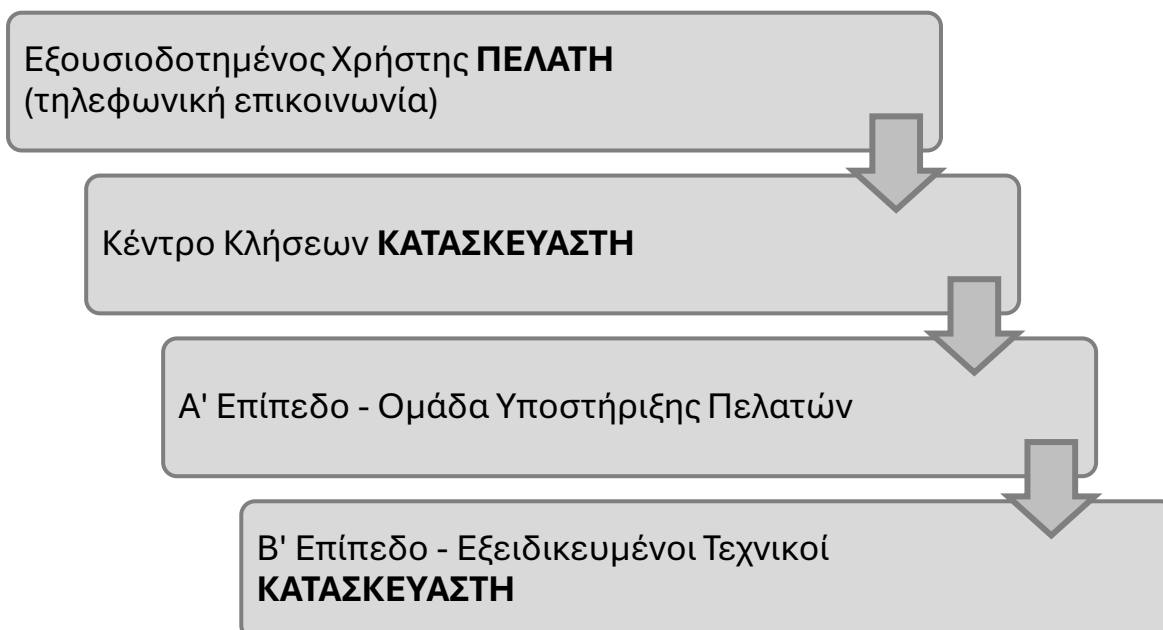 Εξουσιοδοτημένος Χρήστης ΠΕΛΑΤΗ
(τηλεφωνική επικοινωνία)
Κέντρο Κλήσεων ΚΑΤΑΣΚΕΥΑΣΤΗ
Α' Επίπεδο - Ομάδα Υποστήριξης Πελατών
Β' Επίπεδο - Εξειδικευμένοι Τεχνικοί
ΚΑΤΑΣΚΕΥΑΣΤΗ